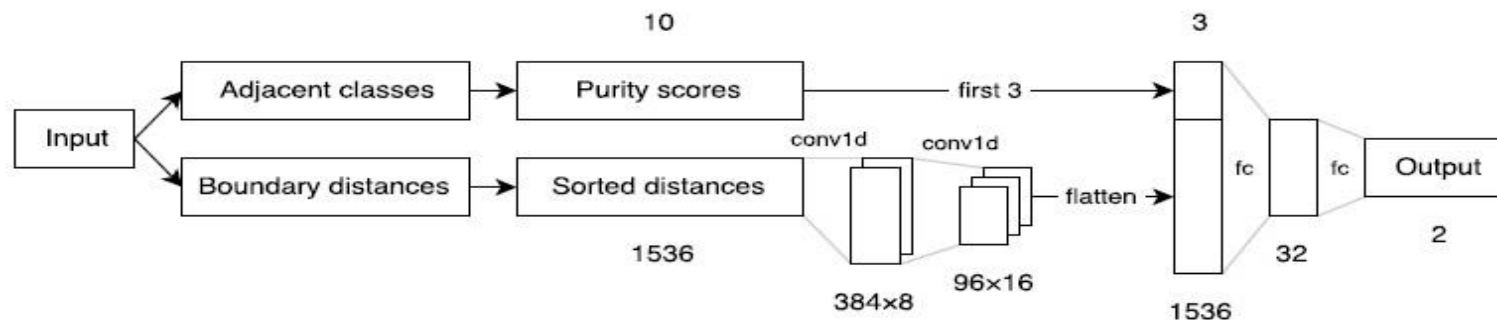 10
3
Adjacent classes
Purity scores
first 3
Input
conv1d
conv1d
fc
fc
Output
Boundary distances
Sorted distances
flatten
1536
384×8
96×16
1536
32
2